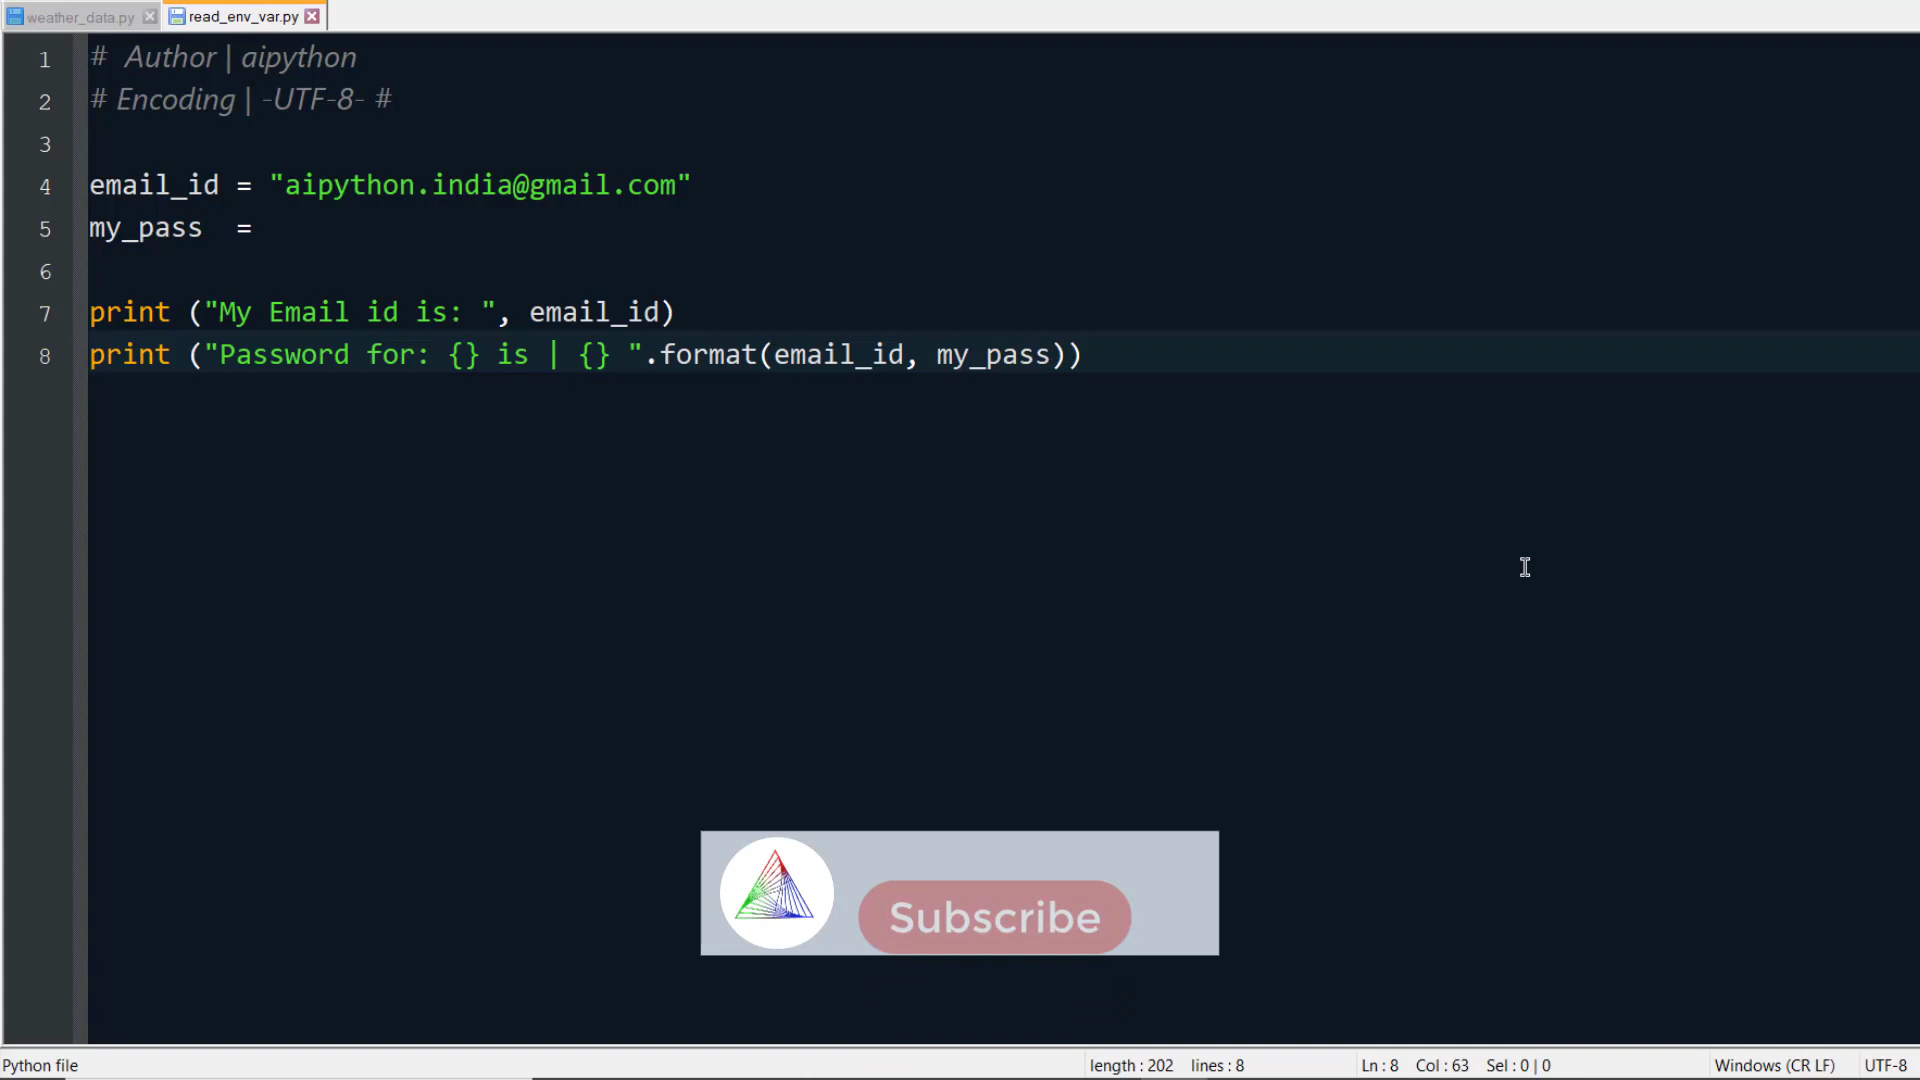 weather_data.py
read_env_var.py
1 #  Author | aipython
2 # Encoding | -UTF-8- #
3
4 email_id = "aipython.india@gmail.com"
5 my_pass  =
6
7 print ("My Email id is: ", email_id)
8 print ("Password for: {} is | {} ".format(email_id, my_pass))
Subscribe
Python file length : 202 lines : 8 Ln : 8 Col : 63 Sel : 0 | 0 Windows (CR LF) UTF-8